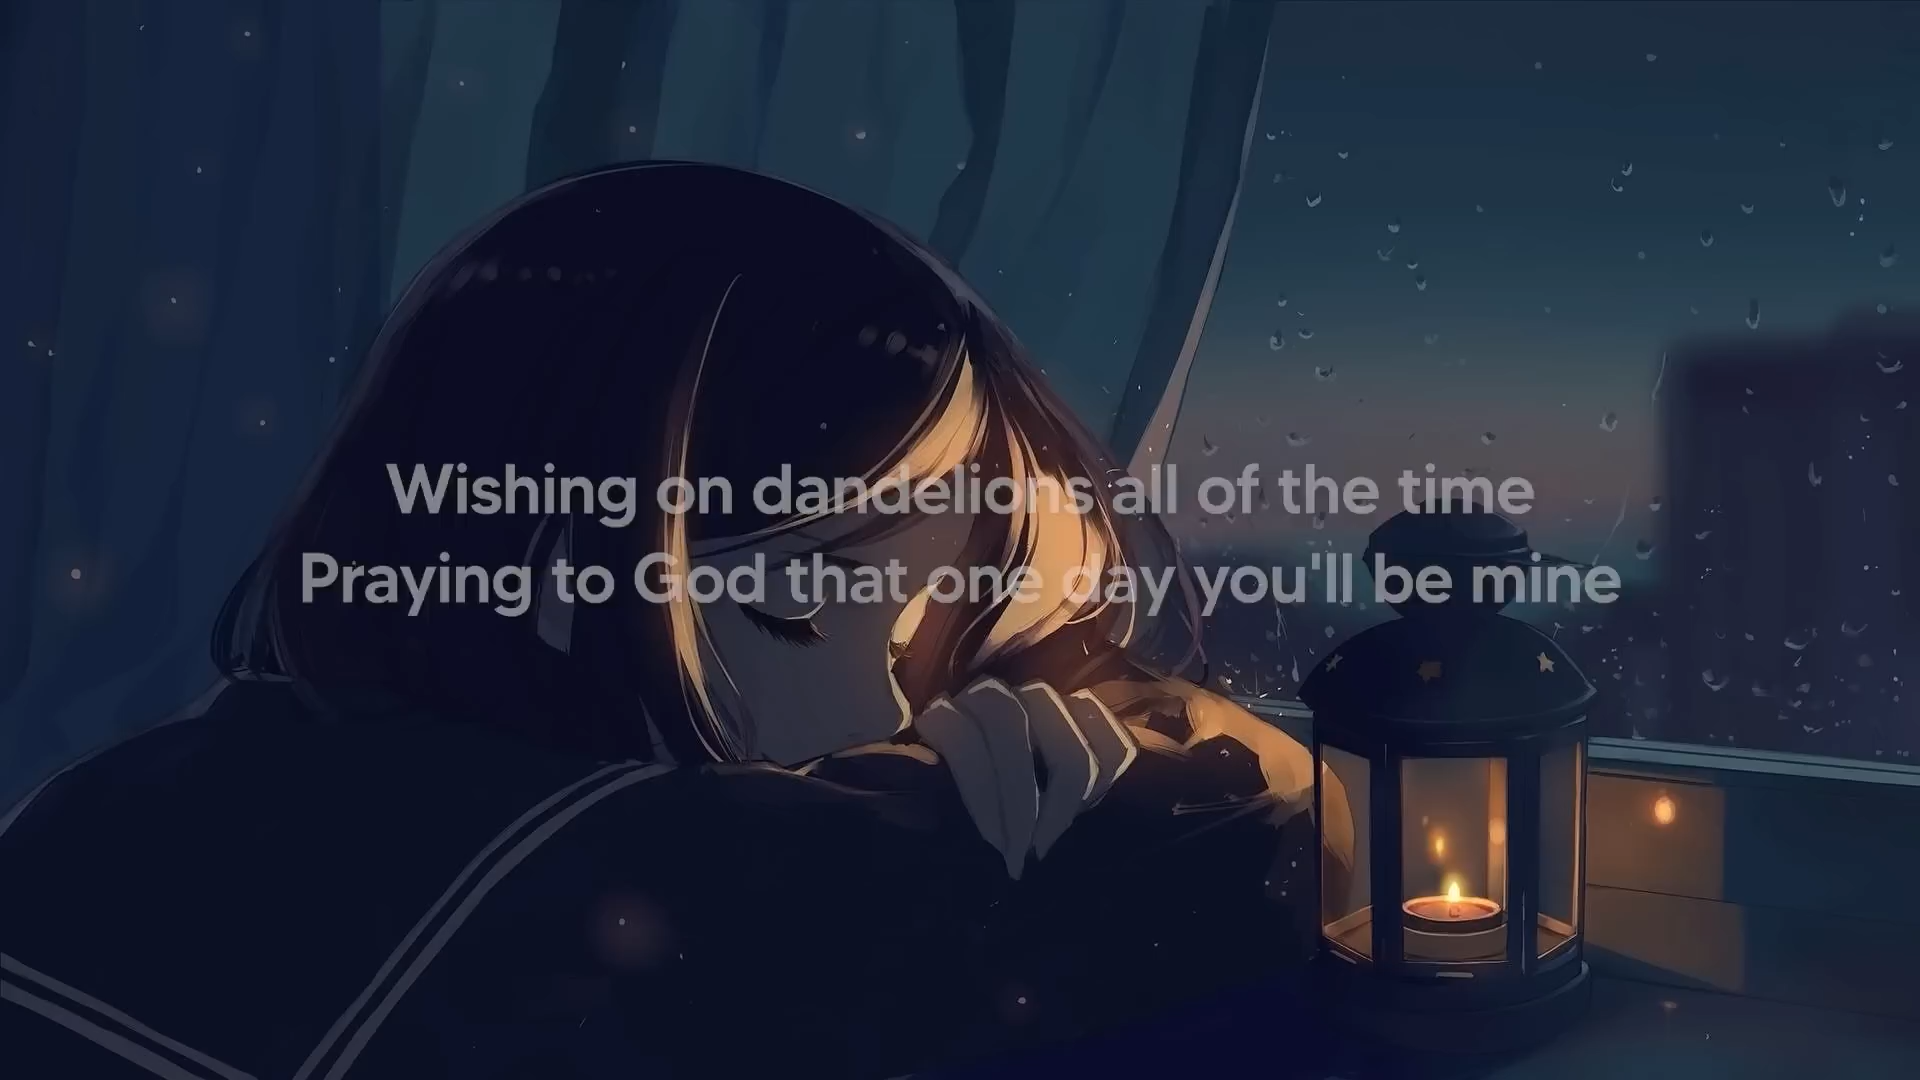 Wishing on dandelions all of the time
Praying to God that one day you'll be mine